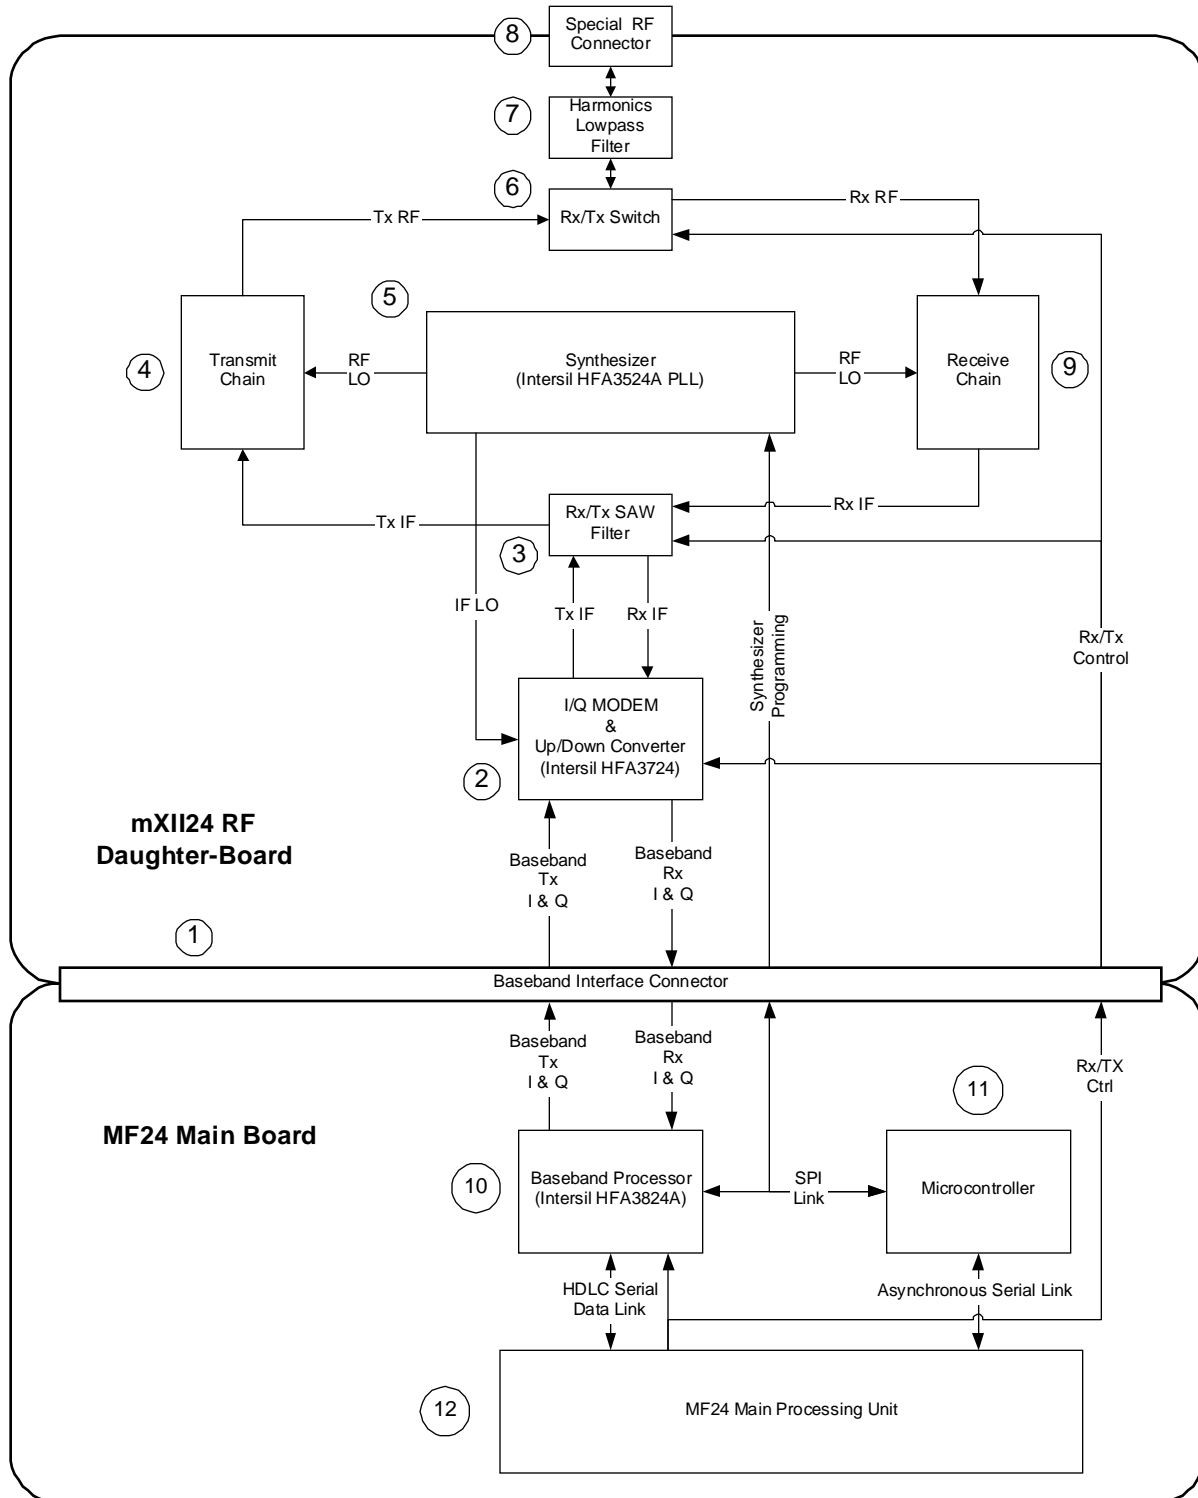 8
Special RF
Connector
7
Harmonics
Lowpass
Filter
6
Rx/Tx Switch
Tx RF
Rx RF
5
4
Transmit
Chain
RF
LO
Synthesizer
(Intersil HFA3524A PLL)
RF
LO
Receive
Chain
9
Tx IF
Rx/Tx SAW
Filter
Rx IF
3
IF LO
Tx IF
Rx IF
Synthesizer
Programming
Rx/Tx
Control
I/Q MODEM
&
Up/Down Converter
(Intersil HFA3724)
2
mXII24 RF
Daughter-Board
Baseband
Tx
I & Q
Baseband
Rx
I & Q
1
Baseband Interface Connector
Baseband
Tx
I & Q
Baseband
Rx
I & Q
Rx/TX
Ctrl
11
MF24 Main Board
10
Baseband Processor
(Intersil HFA3824A)
SPI
Link
Microcontroller
HDLC Serial
Data Link
Asynchronous Serial Link
12
MF24 Main Processing Unit